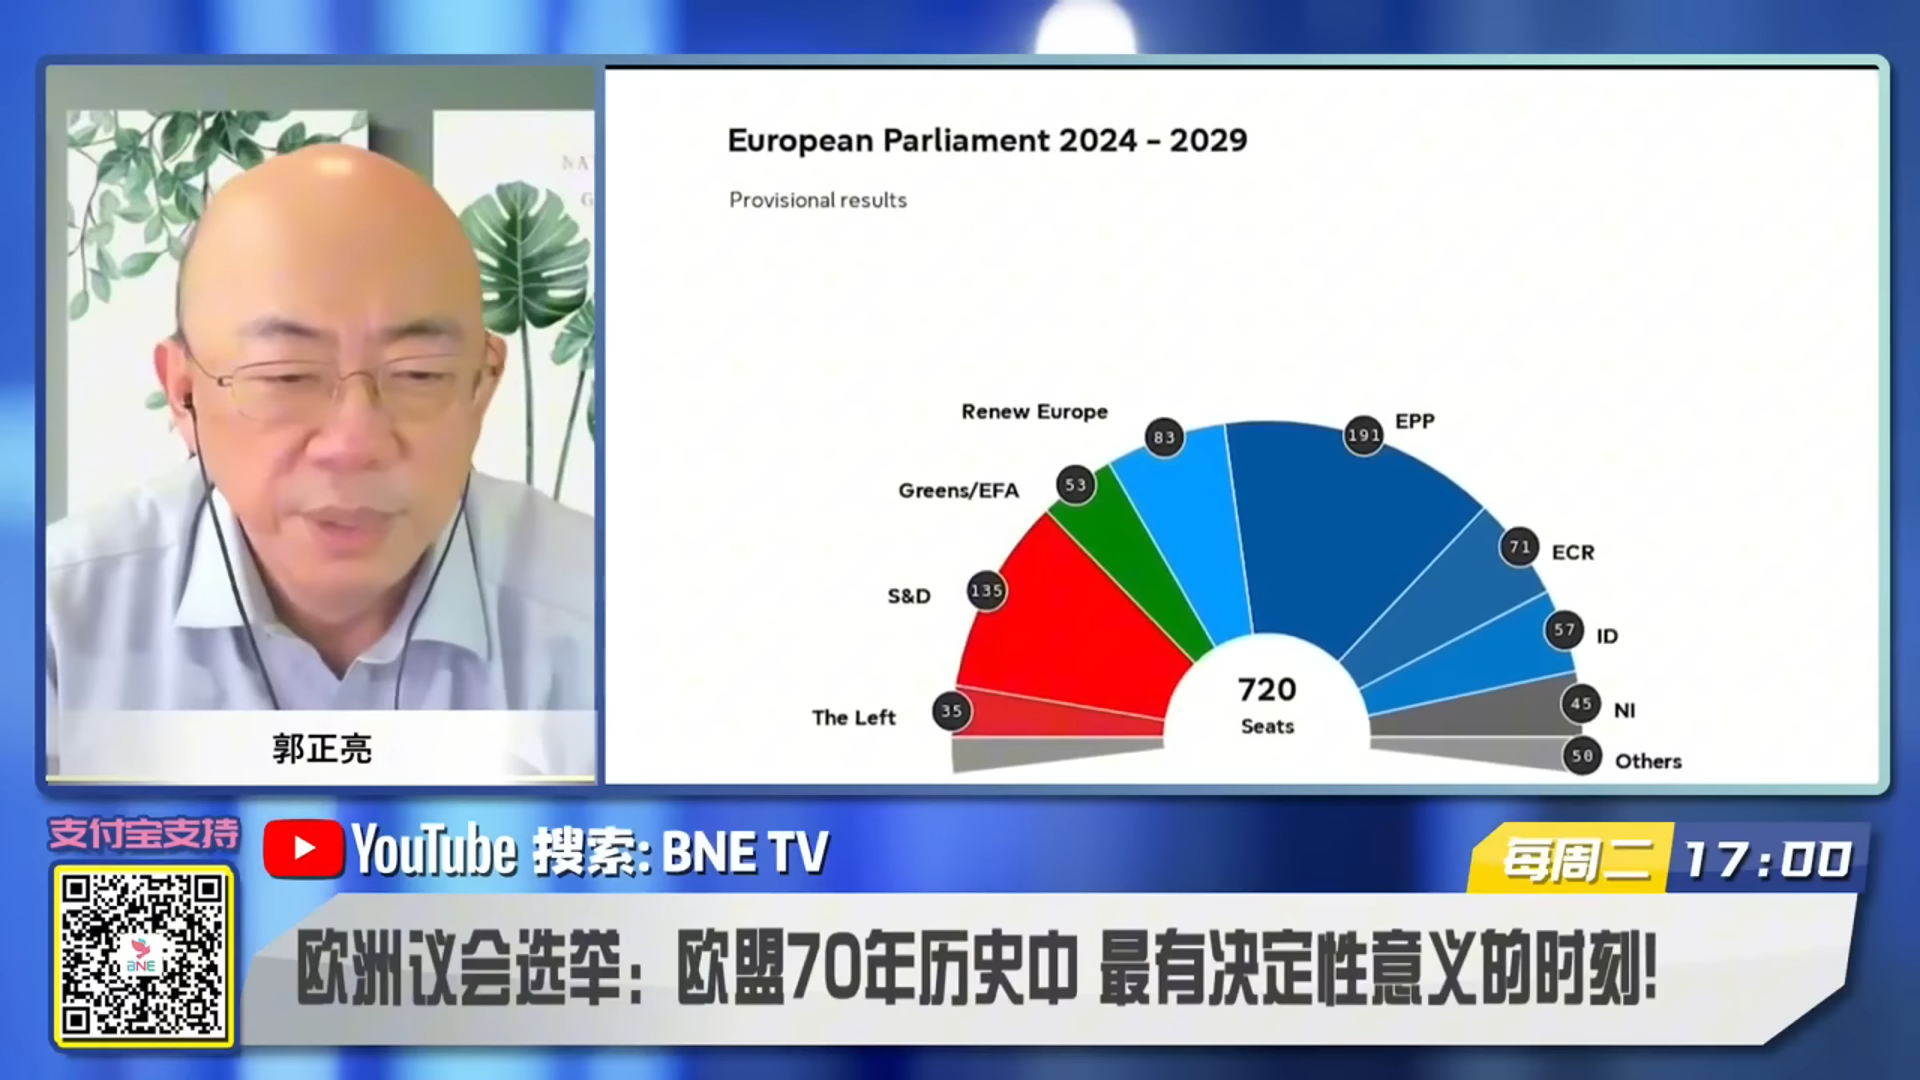 NA
G
European Parliament 2024 – 2029
Provisional results
Renew Europe
83
191
EPP
Greens/EFA
53
71
ECR
S&D
135
57
ID
720
Seats
The Left
35
45
NI
50
Others
郭正亮
支付宝支持
YouTube 搜索: BNE TV
每周二 17:00
BNE
欧洲议会选举：欧盟70年历史中 最有决定性意义的时刻!